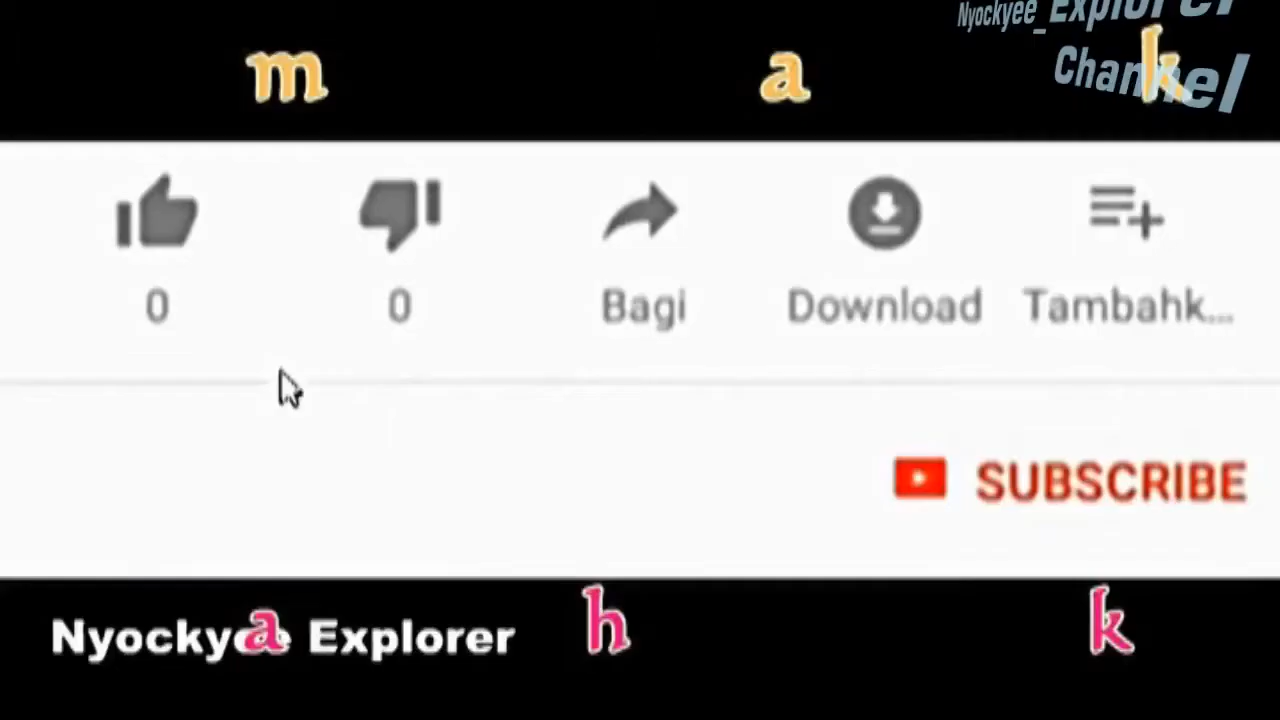 Nyockyee_Explorer
Channel
m a k
0 0 Bagi Download Tambahk...
SUBSCRIBE
Nyockyee Explorer
a h k